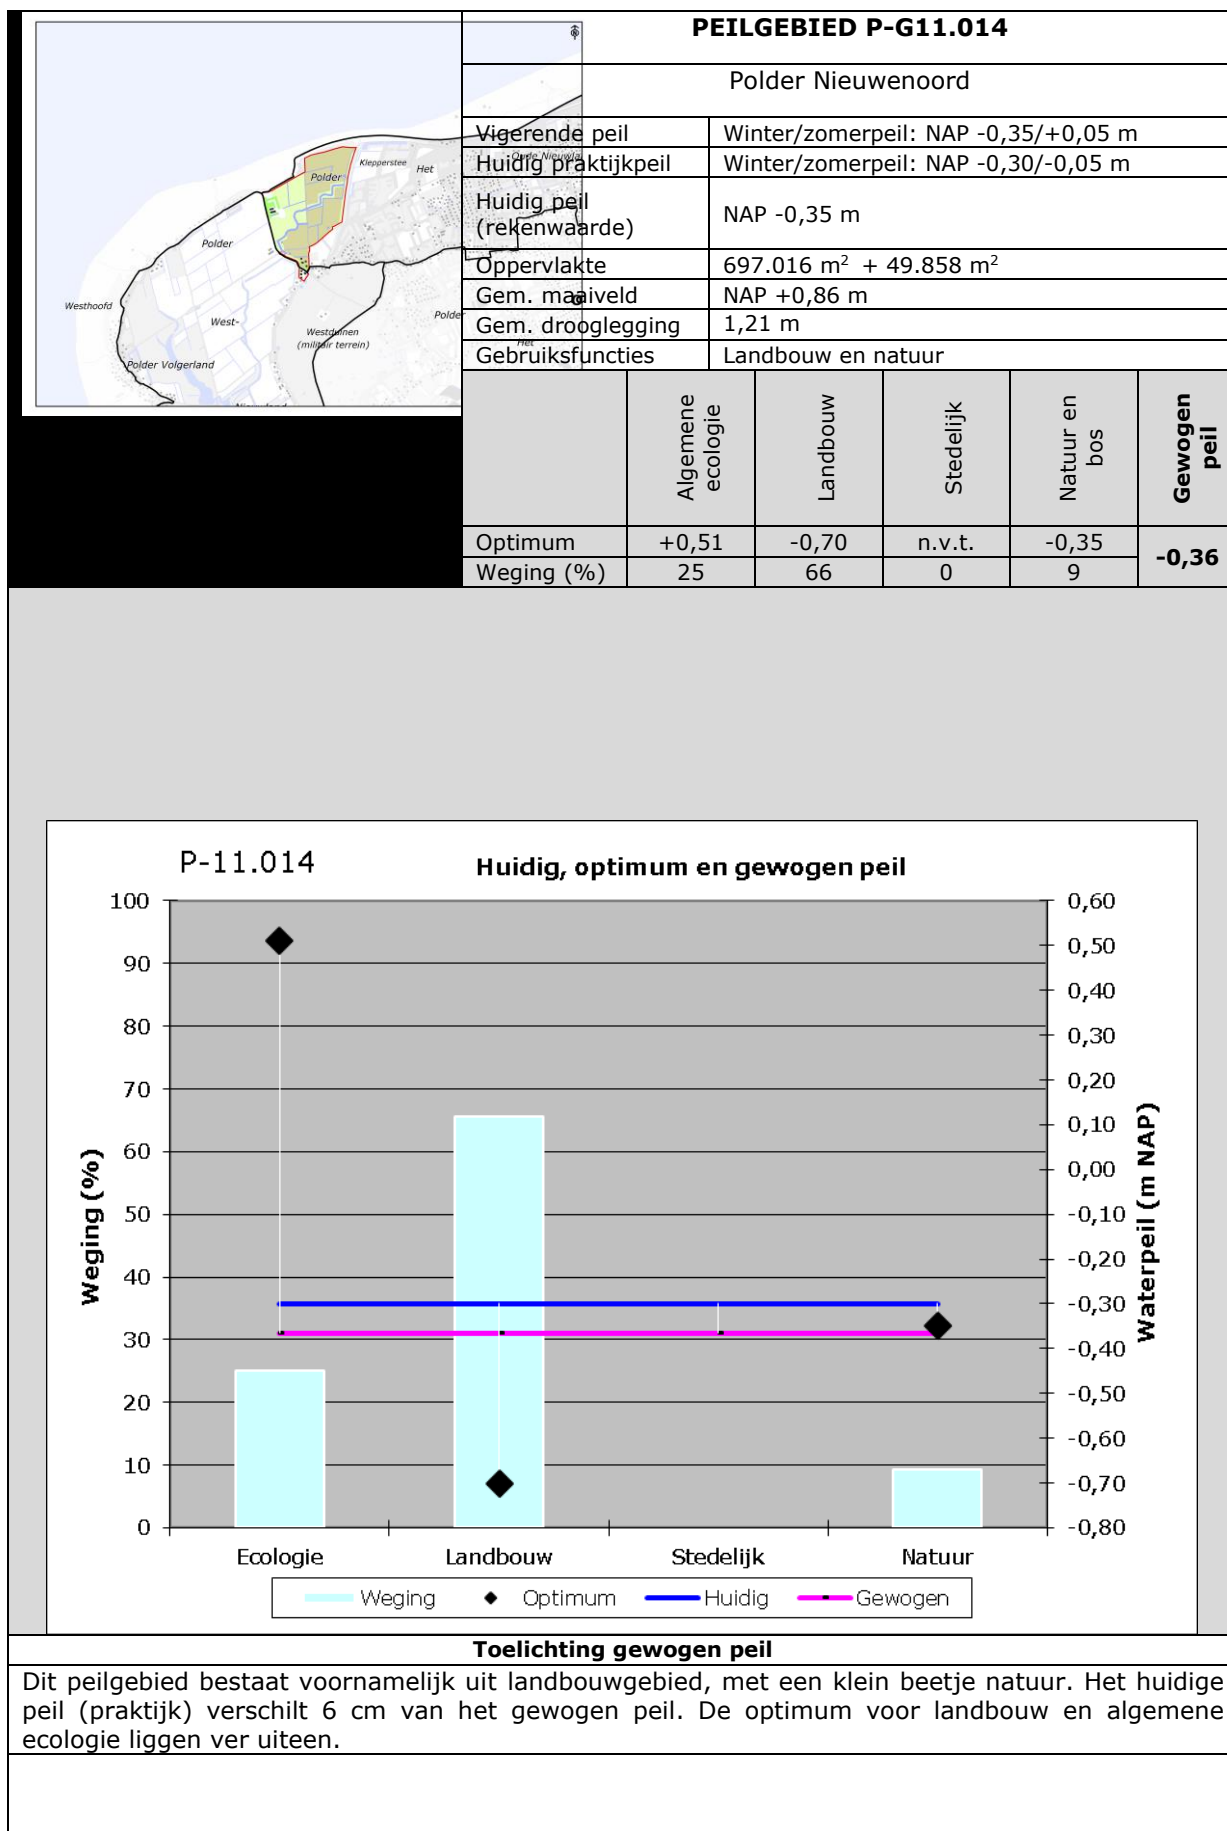 PEILGEBIED P-G11.014
Polder Nieuwenoord
Vigerende peil Winter/zomerpeil: NAP -0,35/+0,05 m
Huidig praktijkpeil Winter/zomerpeil: NAP -0,30/-0,05 m
Huidig peil
(rekenwaarde) NAP -0,35 m
Oppervlakte 697.016 m² + 49.858 m²
Gem. maaiveld NAP +0,86 m
Gem. drooglegging 1,21 m
Gebruiksfuncties Landbouw en natuur
Klepperstee
Het
Polder
Polder
Westhoofd
West-
Westduinen
(militair terrein)
Polder
Het
Polder Volgerland
Algemene ecologie Landbouw Stedelijk Natuur en bos Gewogen peil
Optimum +0,51 -0,70 n.v.t. -0,35 -0,36
Weging (%) 25 66 0 9
P-11.014 Huidig, optimum en gewogen peil
100
90
80
70
60
50
40
30
20
10
0
Weging (%)
0,60
0,50
0,40
0,30
0,20
0,10
0,00
-0,10
-0,20
-0,30
-0,40
-0,50
-0,60
-0,70
-0,80
Waterpeil (m NAP)
Ecologie Landbouw Stedelijk Natuur
Weging Optimum Huidig Gewogen
Toelichting gewogen peil
Dit peilgebied bestaat voornamelijk uit landbouwgebied, met een klein beetje natuur. Het huidige
peil (praktijk) verschilt 6 cm van het gewogen peil. De optimum voor landbouw en algemene
ecologie liggen ver uiteen.